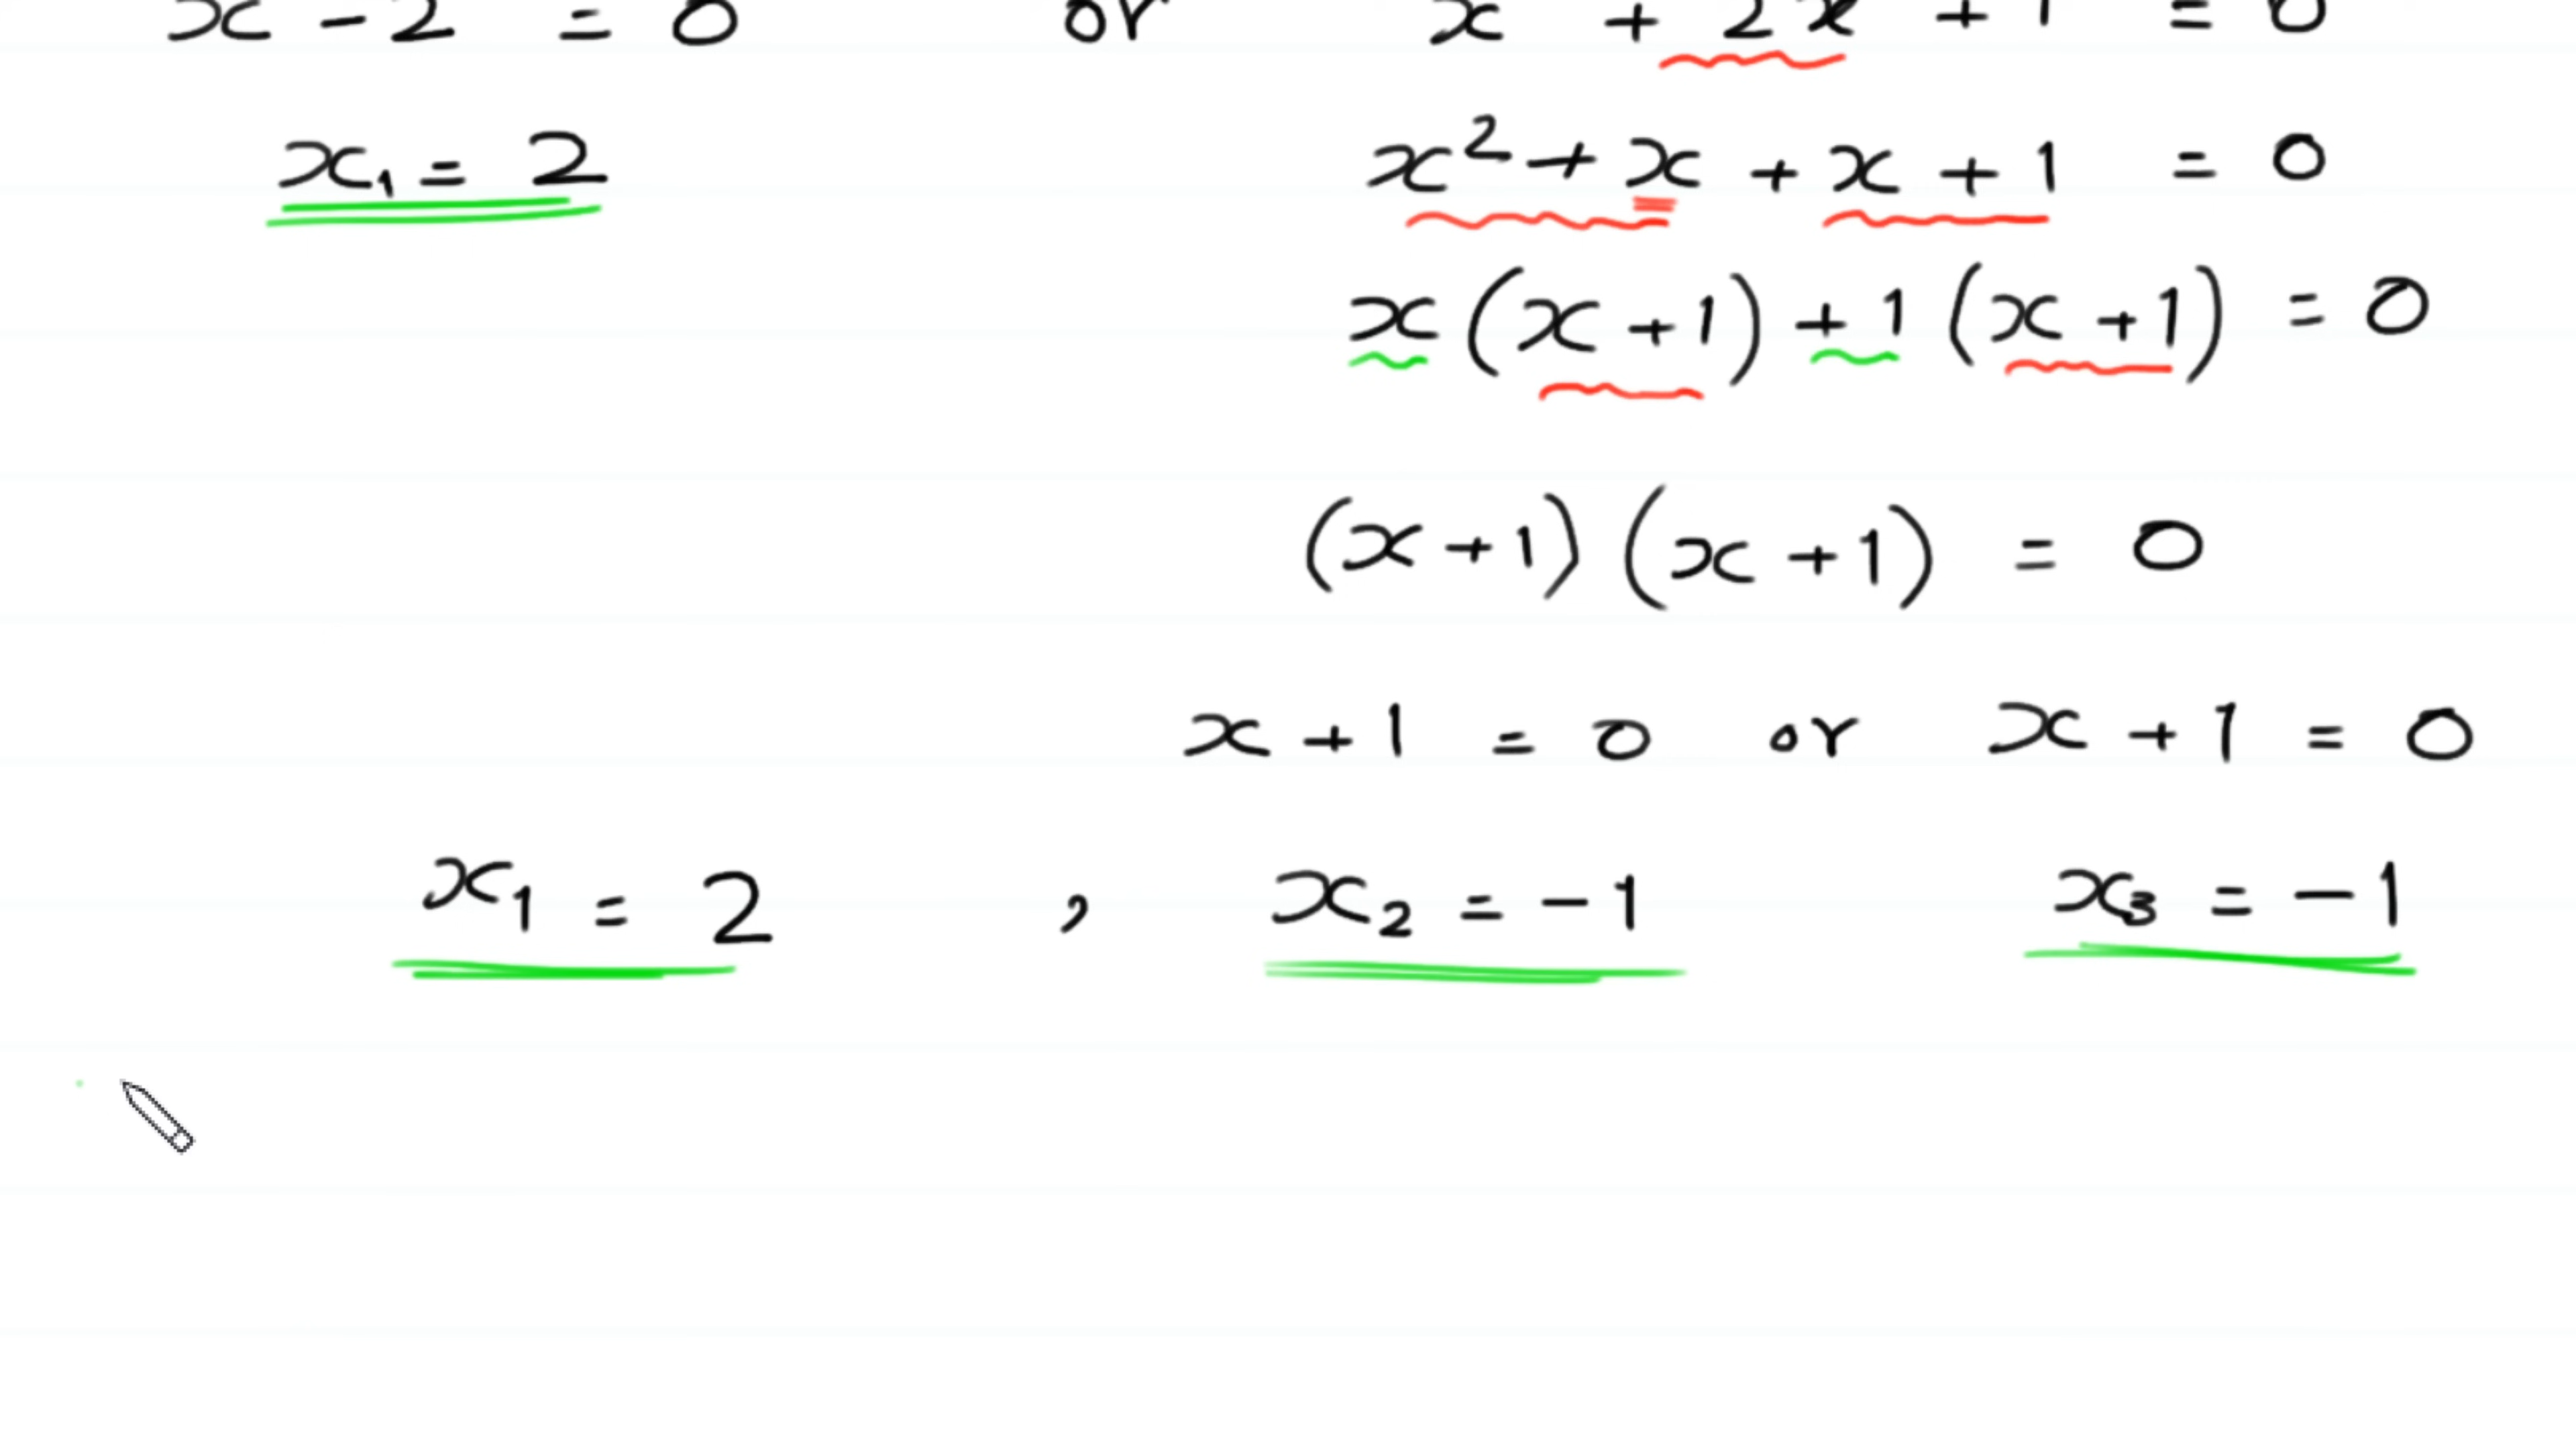 x - 2 = 0 or x + 2x + 1 = 0
x₁ = 2 x² + x + x + 1 = 0
x (x + 1) + 1 (x + 1) = 0
(x + 1) (x + 1) = 0
x + 1 = 0 or x + 1 = 0
x₁ = 2 , x₂ = - 1 x₃ = - 1